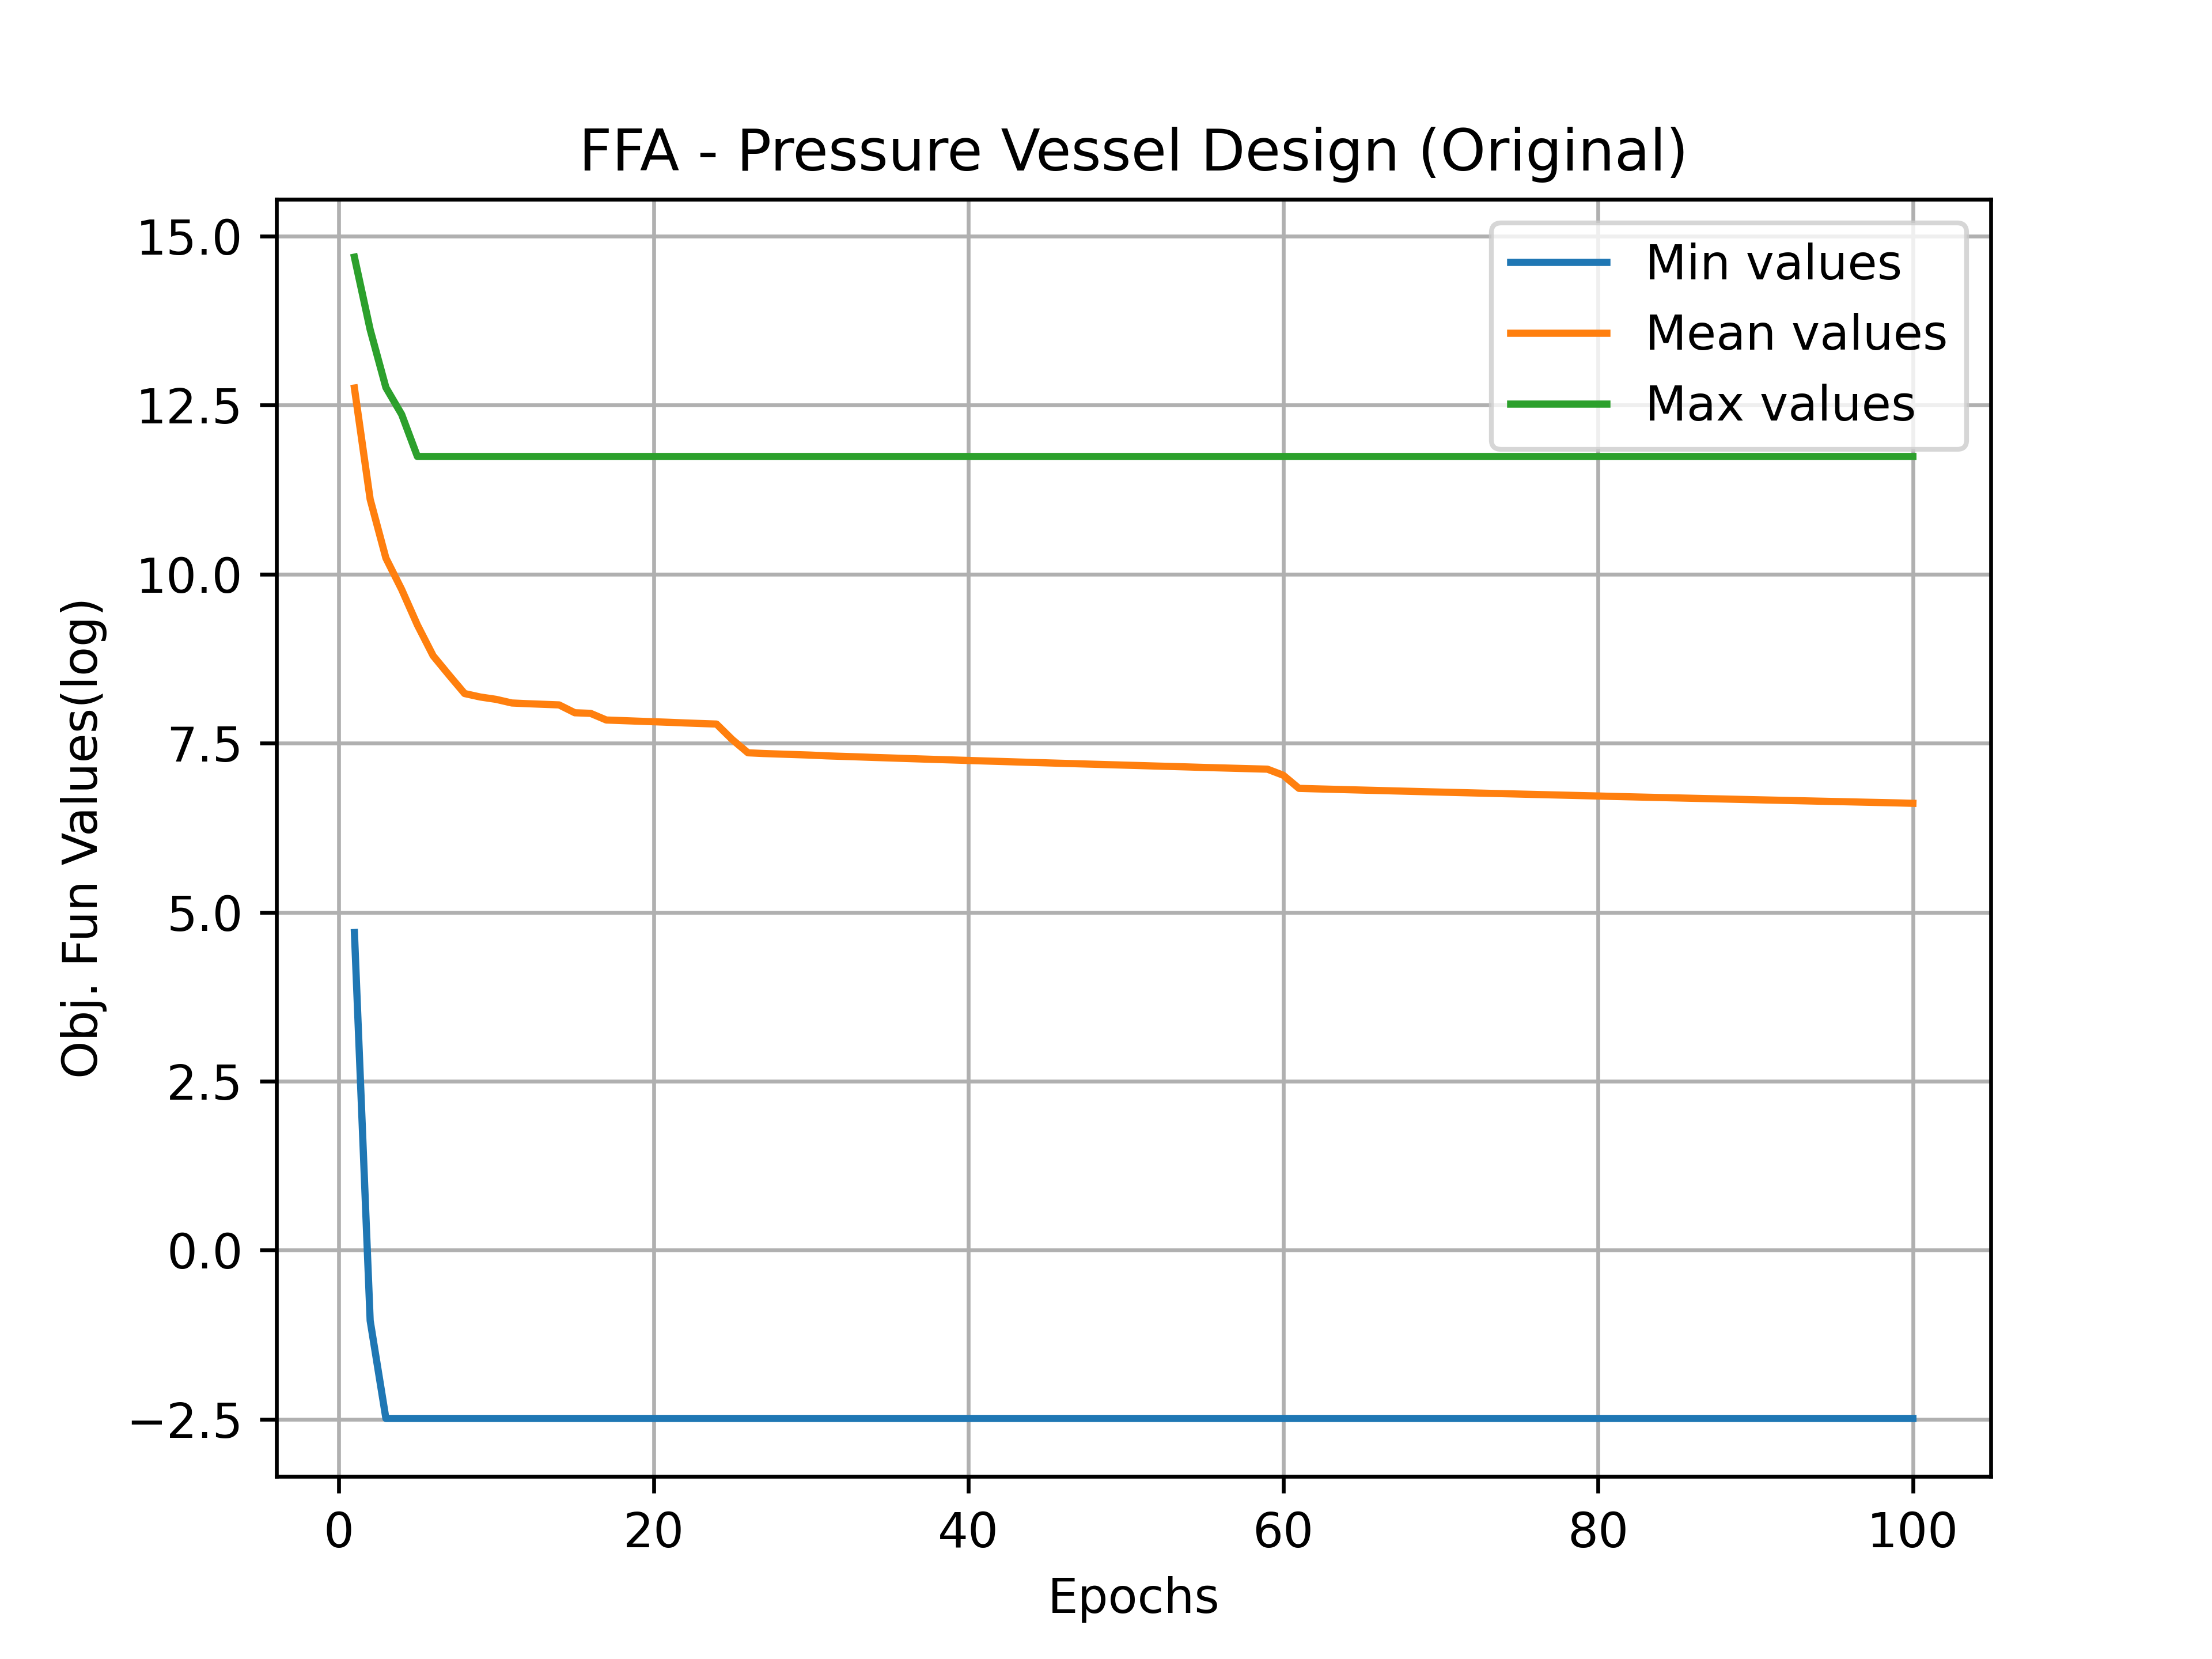 FFA - Pressure Vessel Design (Original)
15.0
12.5
10.0
7.5
5.0
2.5
0.0
−2.5
Obj. Fun Values(log)
Min values
Mean values
Max values
0 20 40 60 80 100
Epochs